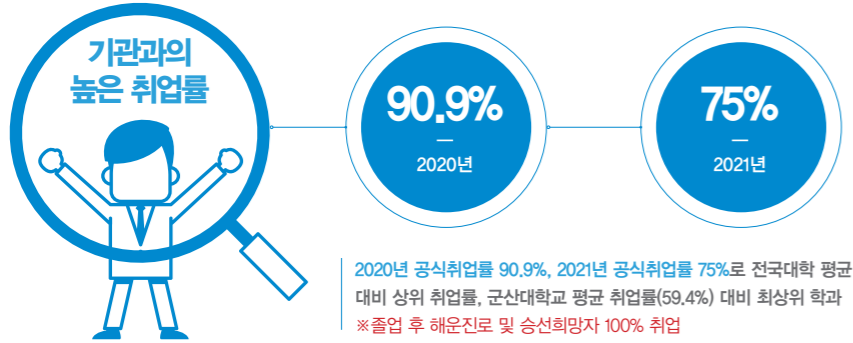 기관과의
높은 취업률
90.9%
2020년
75%
2021년
2020년 공식취업률 90.9%, 2021년 공식취업률 75%로 전국대학 평균
대비 상위 취업률, 군산대학교 평균 취업률(59.4%) 대비 최상위 학과
※졸업 후 해운진로 및 승선희망자 100% 취업